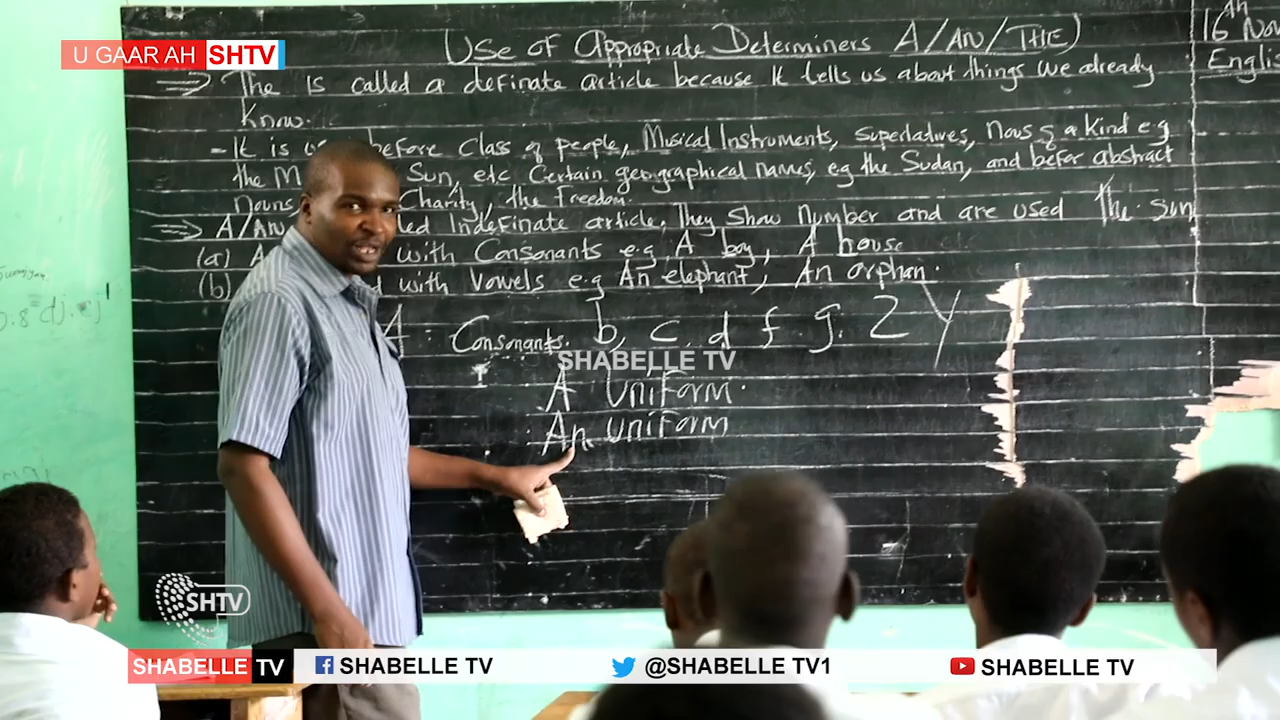 U GAAR AH SHTV
Use of Appropriate Determiners A/AN/THE)
16th Nov
Englis
The is called a definate article because it tells us about things we already
know.
- It is before class of people, Musical Instruments, superlatives, nous of a kind e.g
the M Sun, etc Certain geographical names, eg the Sudan, and befor abstract
nouns, Charity, the freedom.
A/AN led Indefinate article. They show number and are used The sun
(a) A with Consonants e.g A boy, A house etc
(b) with Vowels e.g An elephant, An orphan.
A : Consonants. b, c, d f g. Z Y
SHABELLE TV
A Uniform.
An uniform
SHTV
SHABELLE TV SHABELLE TV @SHABELLE TV1 SHABELLE TV